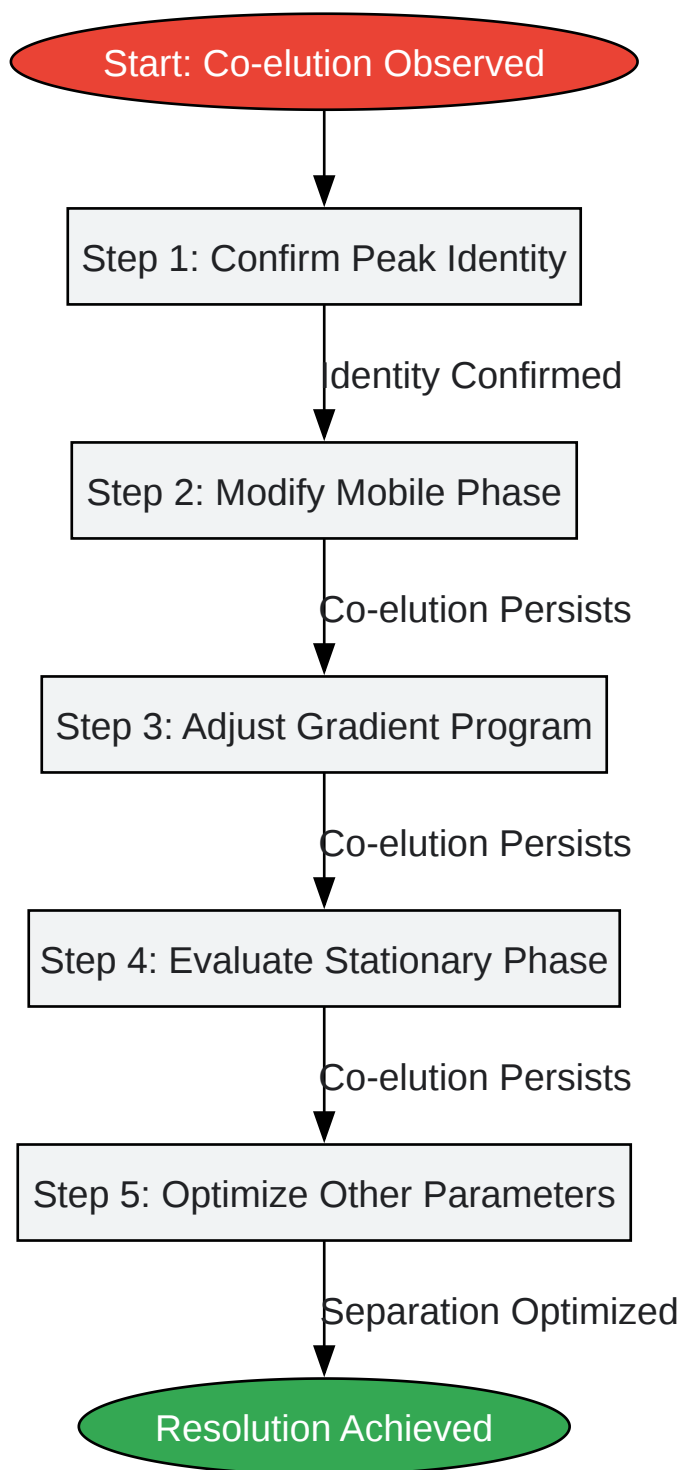 Start: Co-elution Observed
Step 1: Confirm Peak Identity
Identity Confirmed
Step 2: Modify Mobile Phase
Co-elution Persists
Step 3: Adjust Gradient Program
Co-elution Persists
Step 4: Evaluate Stationary Phase
Co-elution Persists
Step 5: Optimize Other Parameters
Separation Optimized
Resolution Achieved